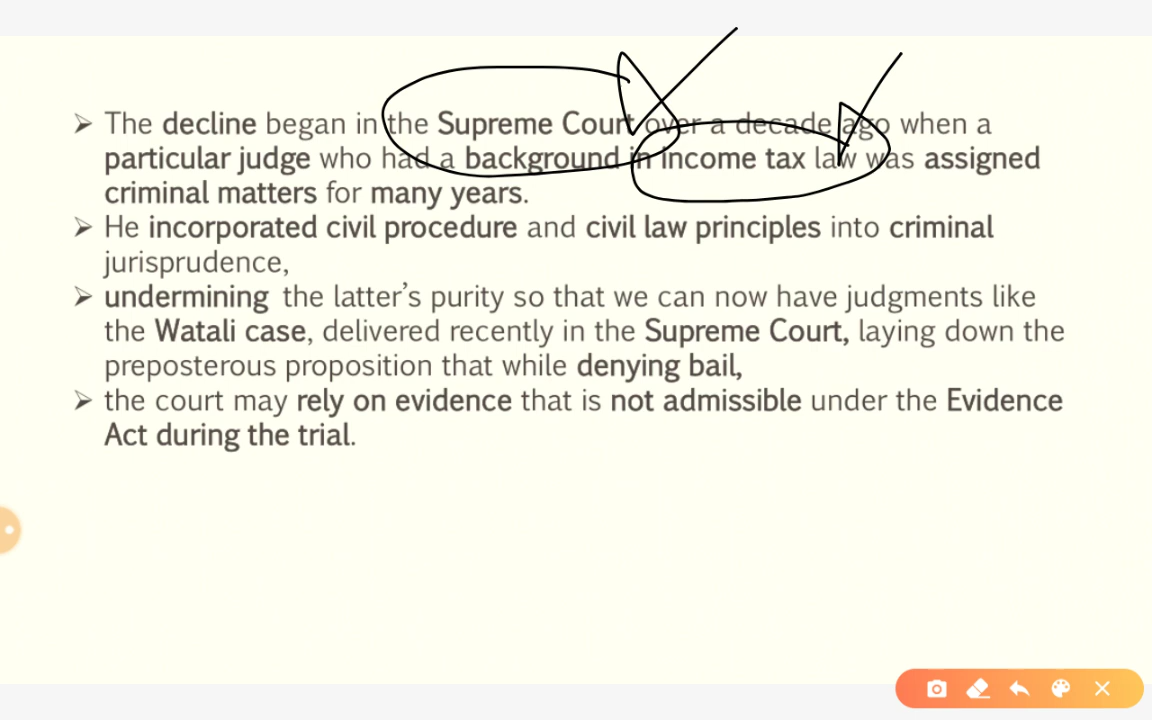 ➢ The decline began in the Supreme Court over a decade ago when a
particular judge who had a background in income tax law was assigned
criminal matters for many years.
➢ He incorporated civil procedure and civil law principles into criminal
jurisprudence,
➢ undermining the latter’s purity so that we can now have judgments like
the Watali case, delivered recently in the Supreme Court, laying down the
preposterous proposition that while denying bail,
➢ the court may rely on evidence that is not admissible under the Evidence
Act during the trial.